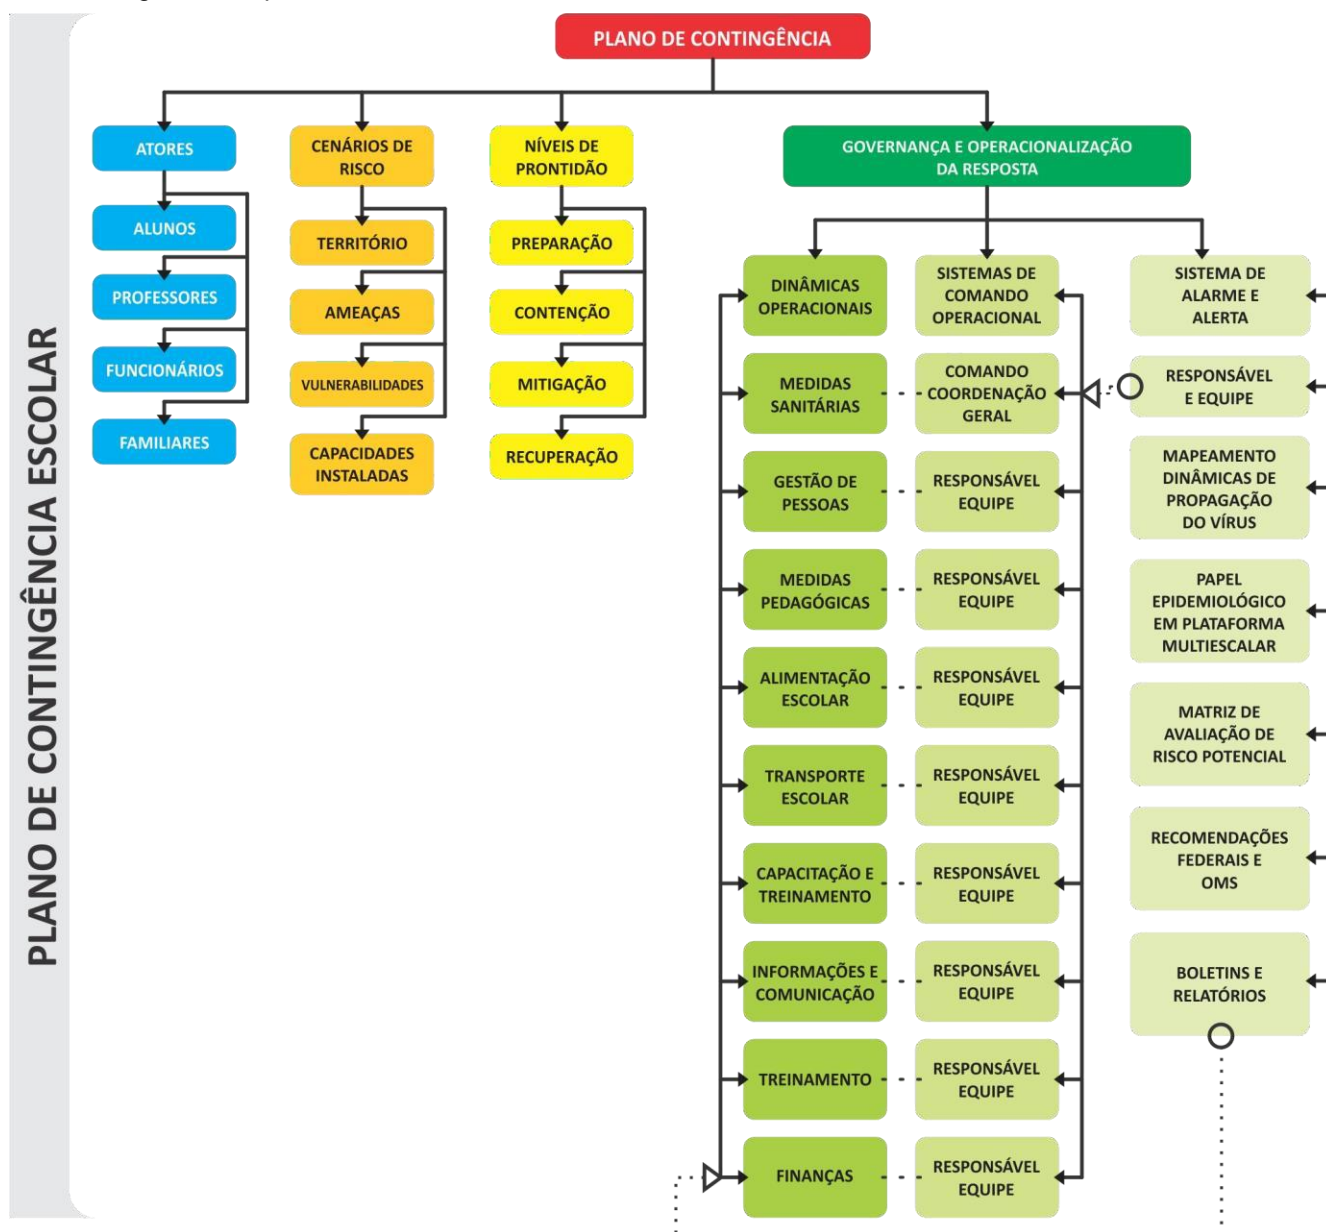 PLANO DE CONTINGÊNCIA ESCOLAR
PLANO DE CONTINGÊNCIA
ATORES
ALUNOS
PROFESSORES
FUNCIONÁRIOS
FAMILIARES
CENÁRIOS DE
RISCO
TERRITÓRIO
AMEAÇAS
VULNERABILIDADES
CAPACIDADES
INSTALADAS
NÍVEIS DE
PRONTIDÃO
PREPARAÇÃO
CONTENÇÃO
MITIGAÇÃO
RECUPERAÇÃO
GOVERNANÇA E OPERACIONALIZAÇÃO
DA RESPOSTA
DINÂMICAS
OPERACIONAIS
MEDIDAS
SANITÁRIAS
GESTÃO DE
PESSOAS
MEDIDAS
PEDAGÓGICAS
ALIMENTAÇÃO
ESCOLAR
TRANSPORTE
ESCOLAR
CAPACITAÇÃO E
TREINAMENTO
INFORMAÇÕES E
COMUNICAÇÃO
TREINAMENTO
FINANÇAS
SISTEMAS DE
COMANDO
OPERACIONAL
COMANDO
COORDENAÇÃO
GERAL
RESPONSÁVEL
EQUIPE
RESPONSÁVEL
EQUIPE
RESPONSÁVEL
EQUIPE
RESPONSÁVEL
EQUIPE
RESPONSÁVEL
EQUIPE
RESPONSÁVEL
EQUIPE
RESPONSÁVEL
EQUIPE
RESPONSÁVEL
EQUIPE
SISTEMA DE
ALARME E
ALERTA
RESPONSÁVEL
E EQUIPE
MAPEAMENTO
DINÂMICAS DE
PROPAGAÇÃO
DO VÍRUS
PAPEL
EPIDEMIOLÓGICO
EM PLATAFORMA
MULTIESCALAR
MATRIZ DE
AVALIAÇÃO DE
RISCO POTENCIAL
RECOMENDAÇÕES
FEDERAIS E
OMS
BOLETINS E
RELATÓRIOS